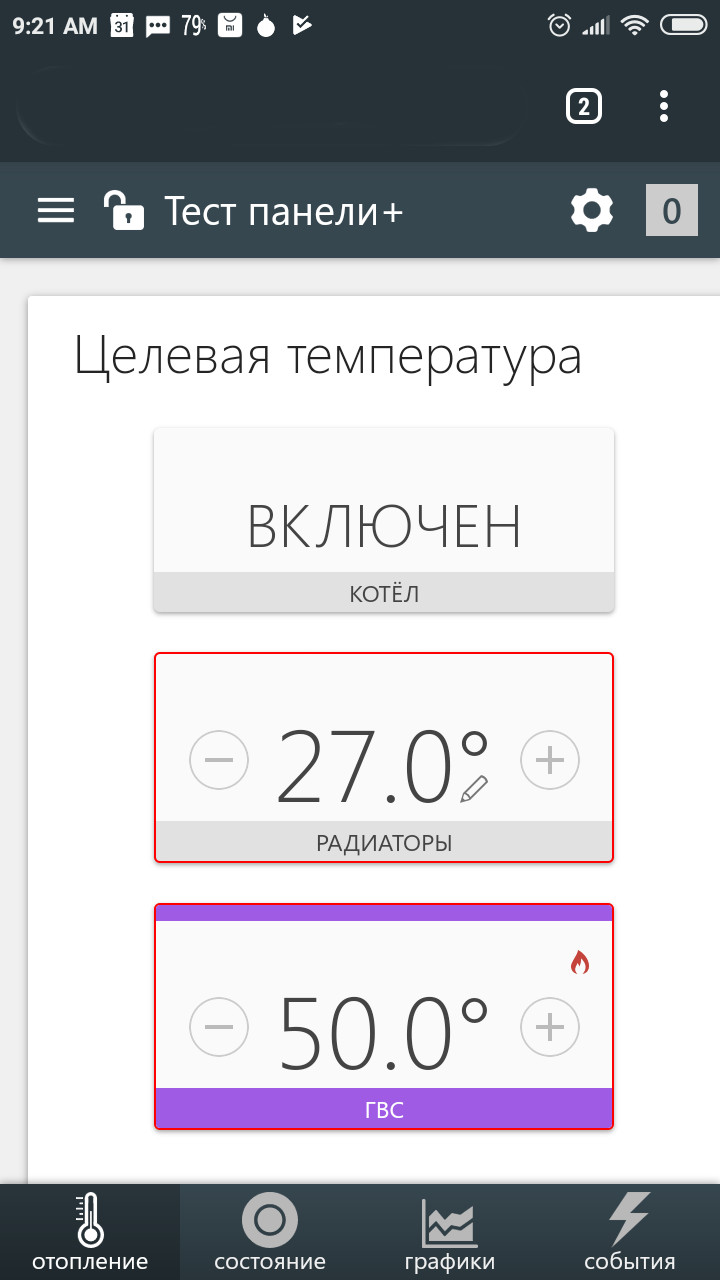 9:21 AM 31 79%
2
Тест панели+ 0
Целевая температура
ВКЛЮЧЕН
КОТЁЛ
27.0°
РАДИАТОРЫ
50.0°
ГВС
отопление состояние графики события